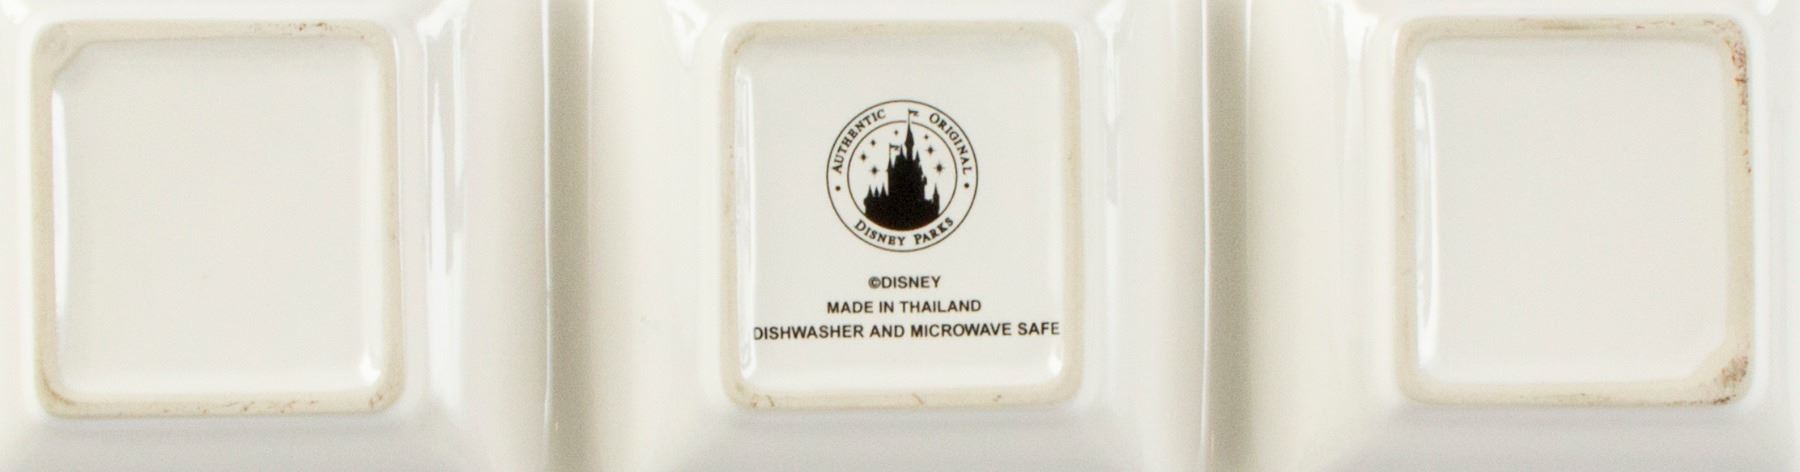 AUTHENTIC ORIGINAL
DISNEY PARKS
©DISNEY
MADE IN THAILAND
DISHWASHER AND MICROWAVE SAFE